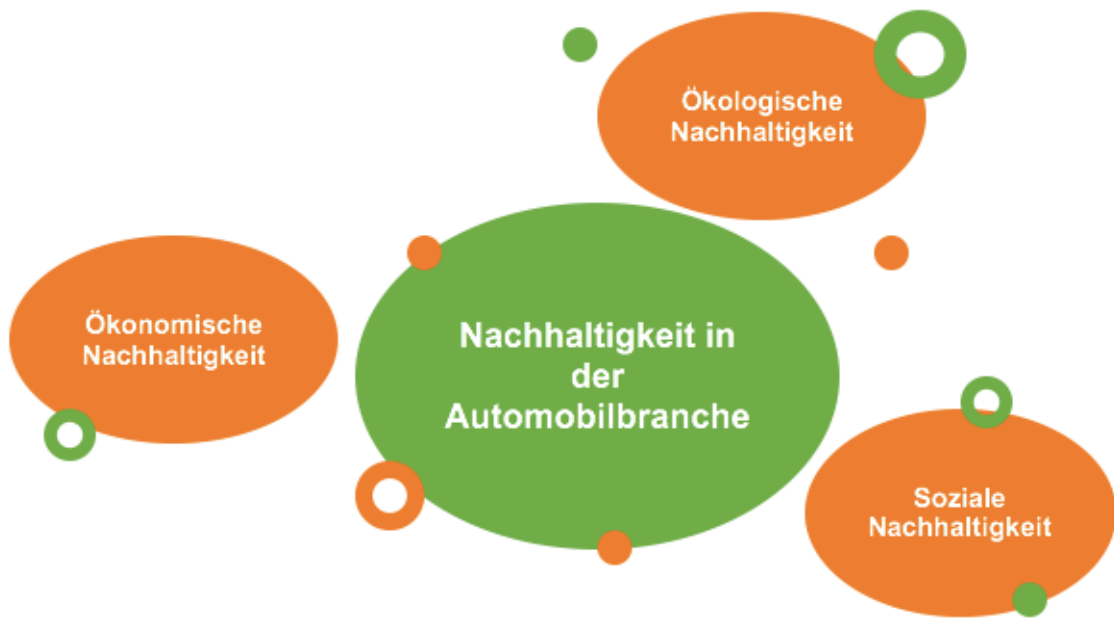 Ökologische
Nachhaltigkeit
Ökonomische
Nachhaltigkeit
Nachhaltigkeit in
der
Automobilbranche
Soziale
Nachhaltigkeit